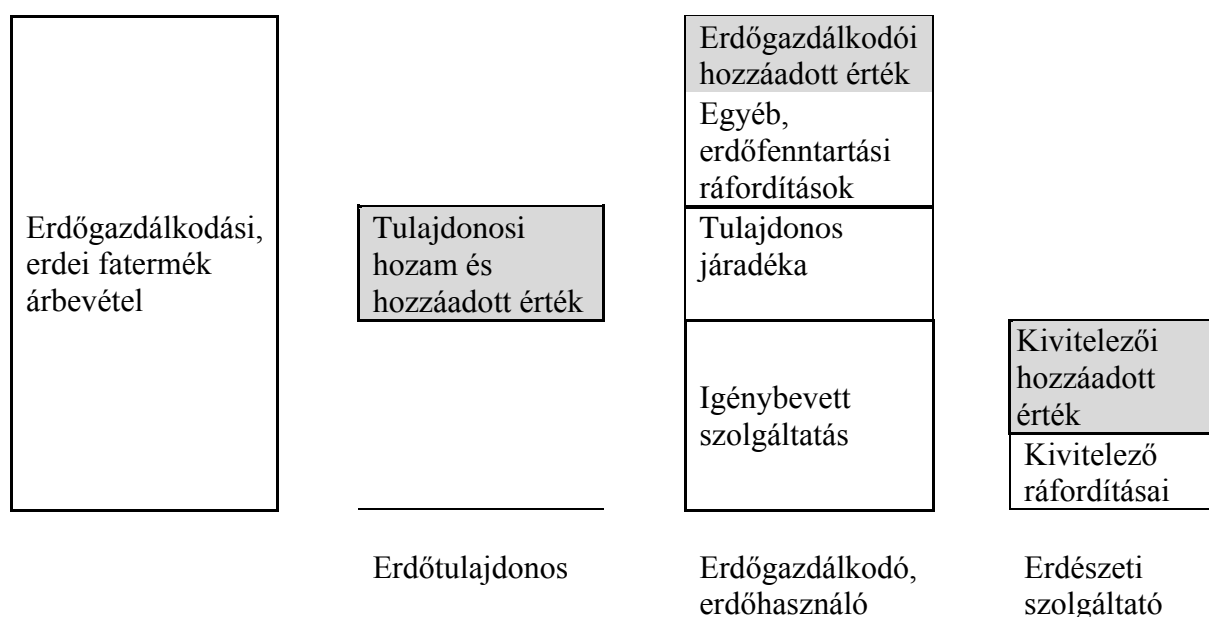 Erdőgazdálkodási,
erdei fatermék
árbevétel
Tulajdonosi
hozam és
hozzáadott érték
Erdőgazdálkodói
hozzáadott érték
Egyéb,
erdőfenntartási
ráfordítások
Tulajdonos
járadéka
Igénybevett
szolgáltatás
Kivitelezői
hozzáadott
érték
Kivitelező
ráfordításai
Erdőtulajdonos
Erdőgazdálkodó,
erdőhasználó
Erdészeti
szolgáltató